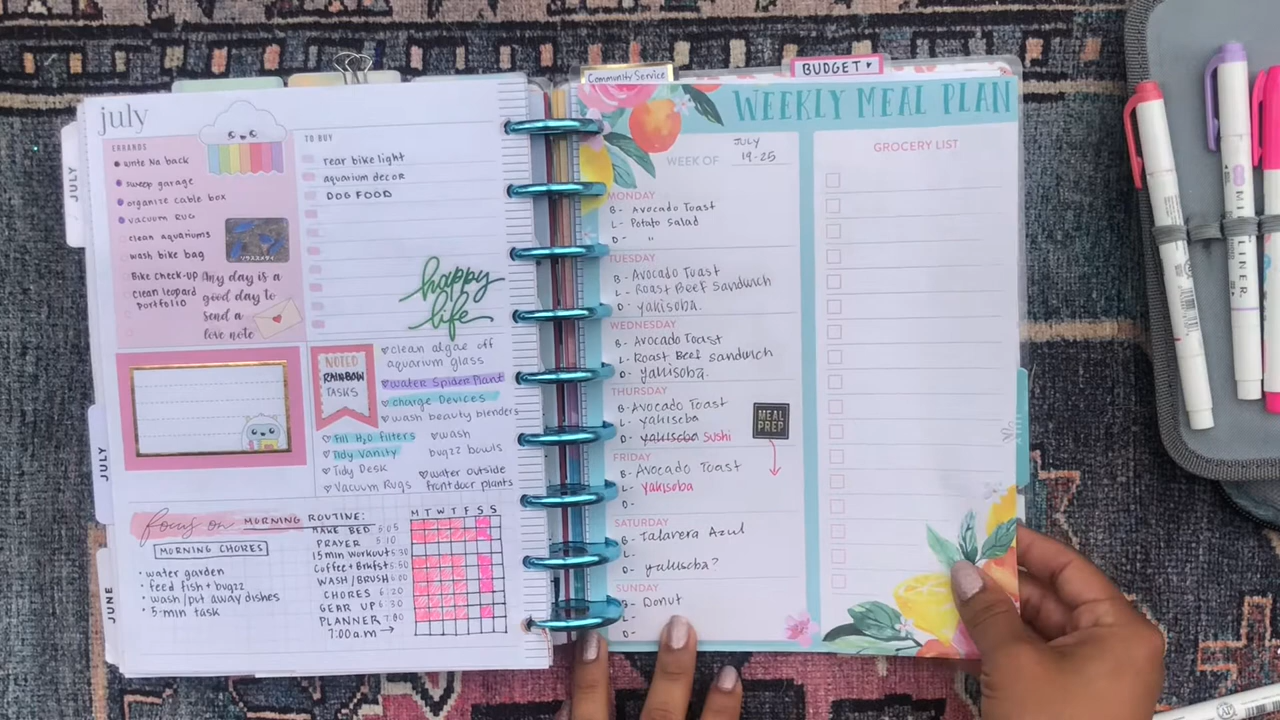 Community Service
BUDGET
july
ERRANDS
write Na back
sweep garage
organize cable box
vacuum RUG
clean aquariums
wash bike bag
Bike check-up
clean leopard
portfolio
Any day is a
good day to
send a
love note
TO BUY
rear bike light
aquarium decor
DOG FOOD
happy
life
NOTED
RAINBOW
TASKS
clean algae off
aquarium glass
water Spider Plant
charge Devices
wash beauty blenders
Fill H2O filters
Tidy Vanity
Tidy Desk
Vacuum Rugs
wash
bugzz bowls
water outside
front door plants
focus on MORNING ROUTINE:
MORNING CHORES
• water garden
• feed fish + bugzz
• wash/put away dishes
• 5-min task
MAKE BED 5:05
PRAYER 5:10
15min Workout 5:30
Coffee + Brkfst 5:50
WASH/BRUSH 6:00
CHORES 6:20
GEAR UP 6:30
PLANNER 7:00
7:00 a.m →
M T W T F S S
JULY
JULY
JUNE
WEEKLY MEAL PLAN
WEEK OF JULY
19-25
MONDAY
B- Avocado Toast
L- Potato Salad
D- "
TUESDAY
B- Avocado Toast
L- Roast Beef Sandwich
D- yakisoba.
WEDNESDAY
B- Avocado Toast
L- Roast Beef sandwich
D- yakisoba.
THURSDAY
B- Avocado Toast
L- yakisoba
D- yakisoba sushi
MEAL
PREP
FRIDAY
B- Avocado Toast
L- yakisoba
D-
SATURDAY
B- Talavera Azul
L-
D- yakisoba?
SUNDAY
B- Donut
L-
D-
GROCERY LIST
MILDLINER.